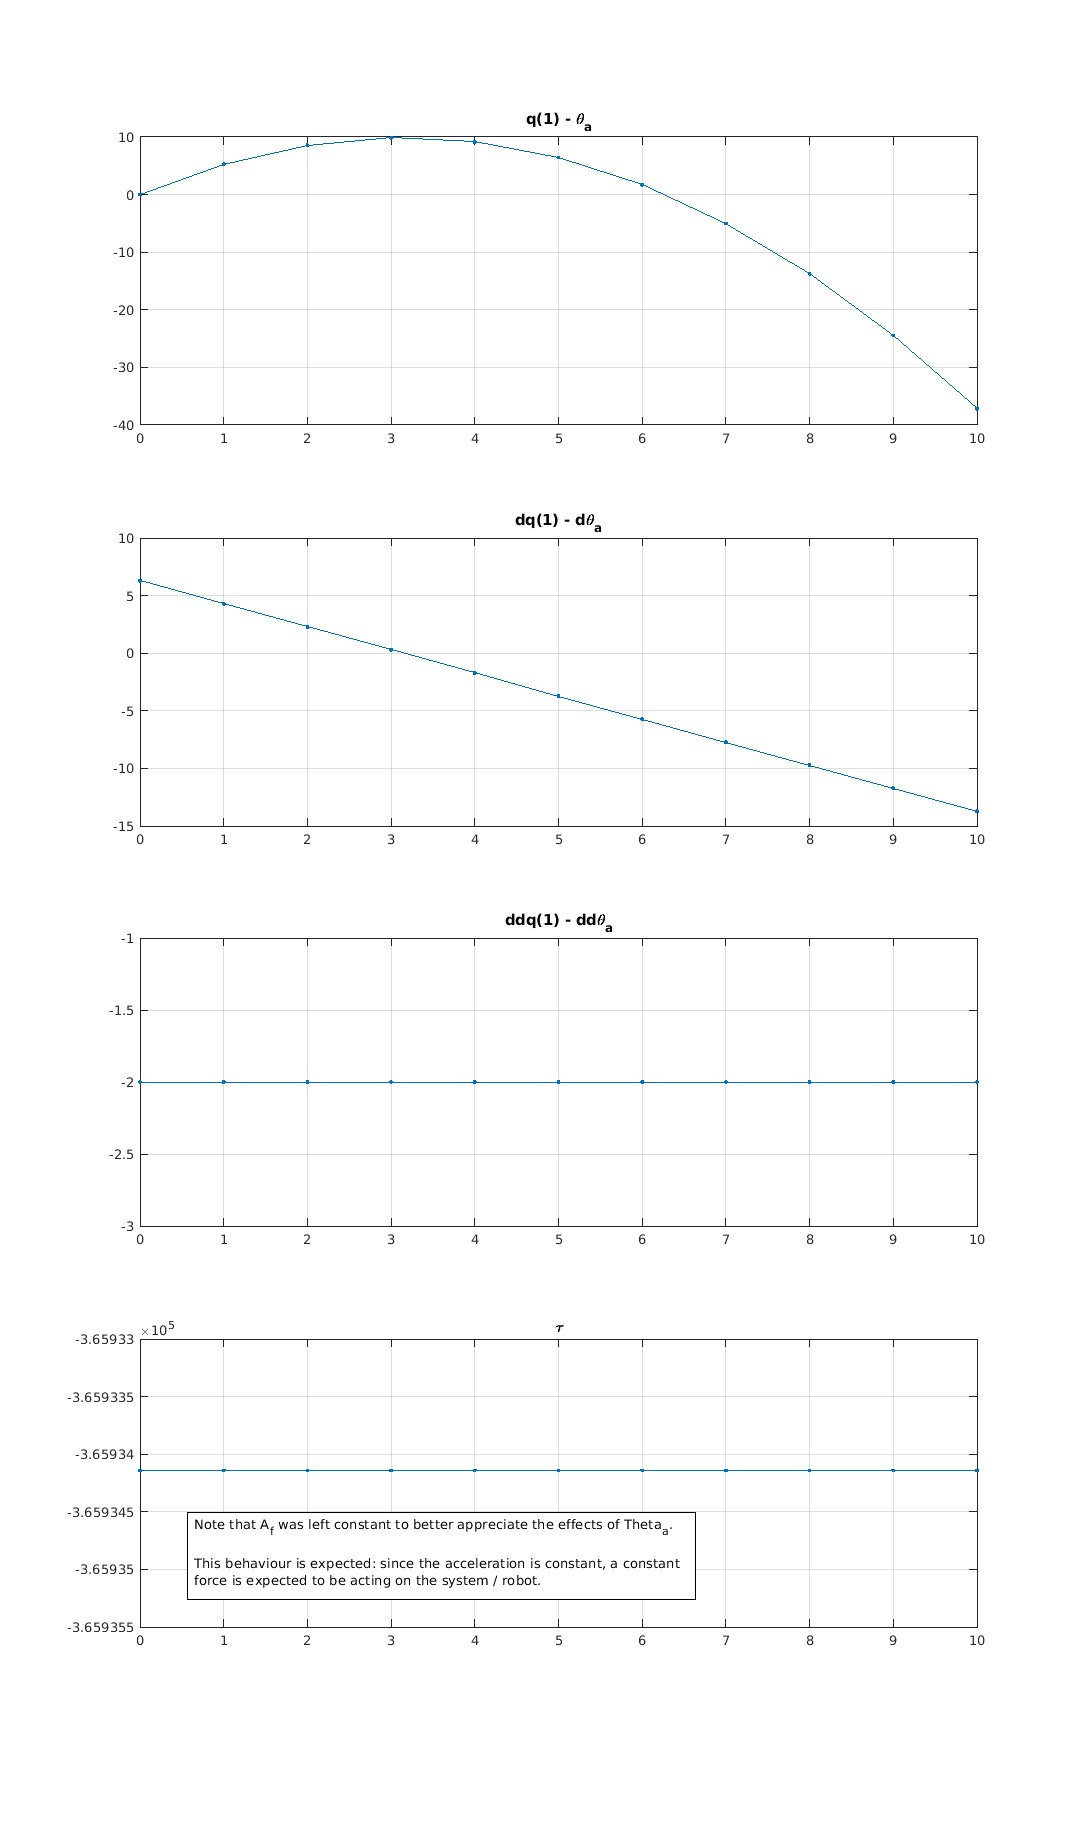 q(1) - θa
10
0
-10
-20
-30
-40
0 1 2 3 4 5 6 7 8 9 10
dq(1) - dθa
10
5
0
-5
-10
-15
0 1 2 3 4 5 6 7 8 9 10
ddq(1) - ddθa
-1
-1.5
-2
-2.5
-3
0 1 2 3 4 5 6 7 8 9 10
×10^5
τ
-3.65933
-3.659335
-3.65934
-3.659345
-3.65935
-3.659355
Note that Af was left constant to better appreciate the effects of Thetaa.
This behaviour is expected: since the acceleration is constant, a constant
force is expected to be acting on the system / robot.
0 1 2 3 4 5 6 7 8 9 10